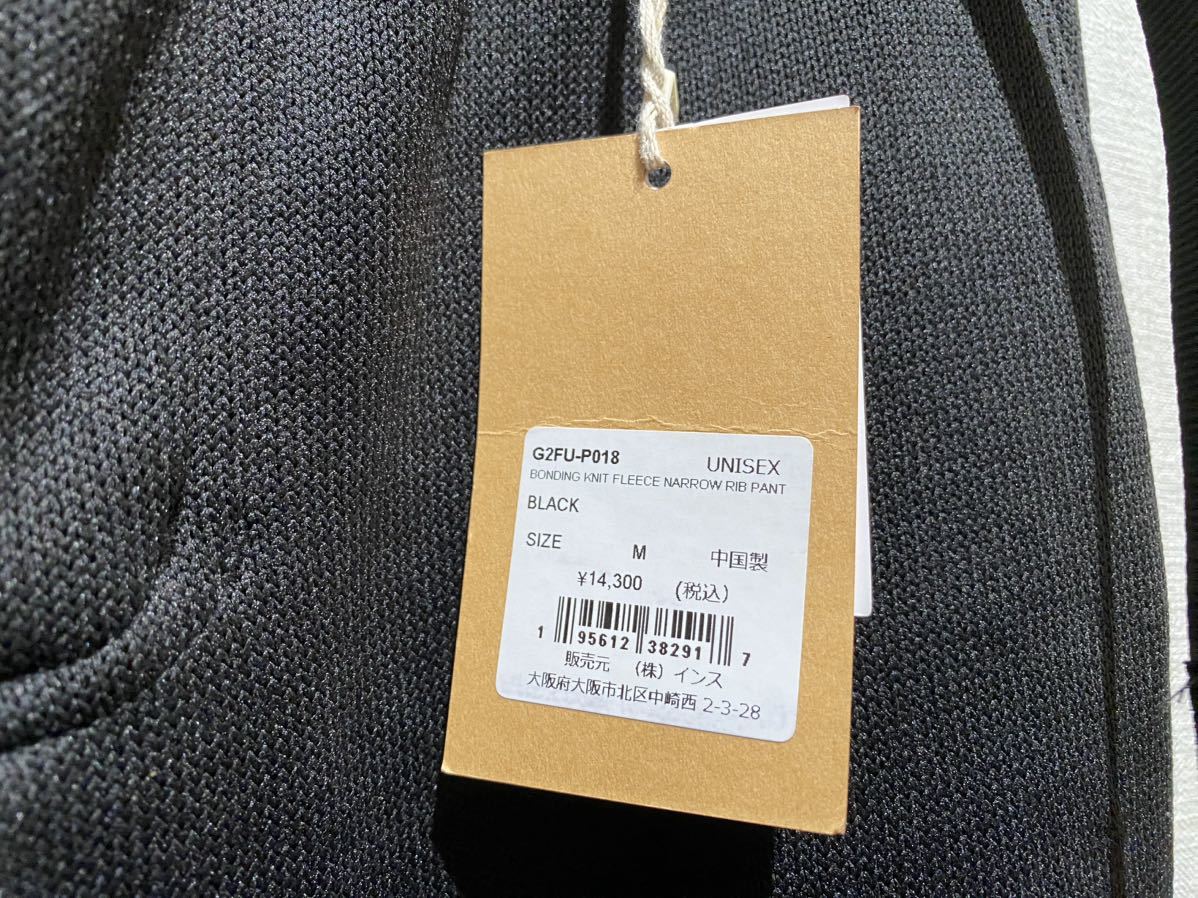 G2FU-P018 UNISEX
BONDING KNIT FLEECE NARROW RIB PANT
BLACK
SIZE M 中国製
¥14,300 (税込)
1 95612 38291 7
販売元 (株) インス
大阪府大阪市北区中崎西 2-3-28